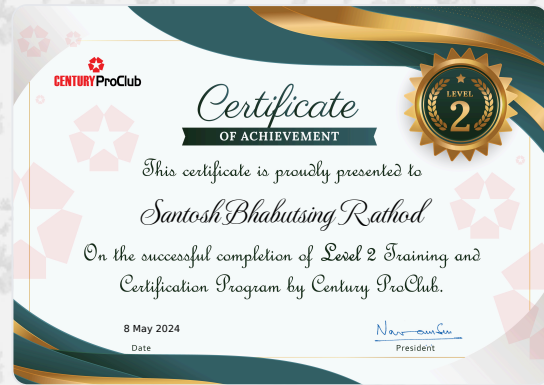 CENTURY ProClub
Certificate
OF ACHIEVEMENT
LEVEL
2
This certificate is proudly presented to
Santosh Bhabutsing Rathod
On the successful completion of Level 2 Training and
Certification Program by Century ProClub.
8 May 2024
Date
President